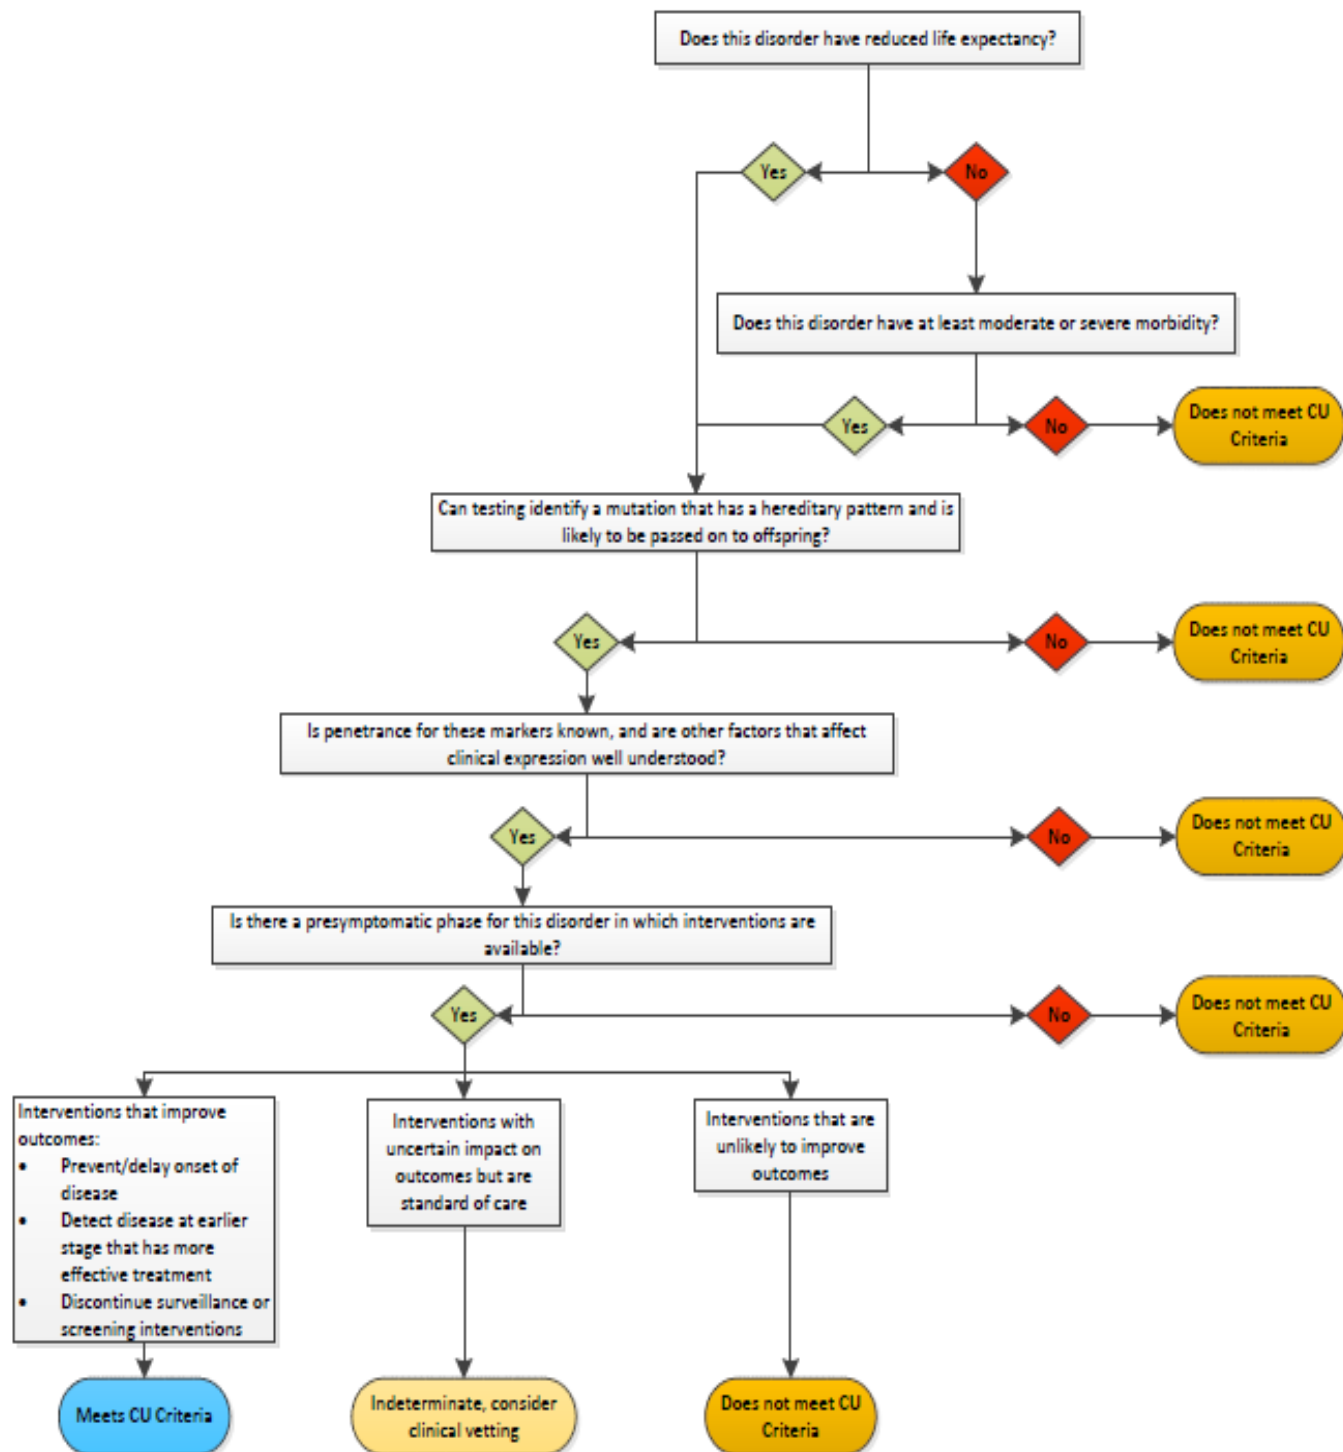 Does this disorder have reduced life expectancy?
Yes
No
Does this disorder have at least moderate or severe morbidity?
Yes
No
Does not meet CU
Criteria
Can testing identify a mutation that has a hereditary pattern and is
likely to be passed on to offspring?
Yes
No
Does not meet CU
Criteria
Is penetrance for these markers known, and are other factors that affect
clinical expression well understood?
Yes
No
Does not meet CU
Criteria
Is there a presymptomatic phase for this disorder in which interventions are
available?
Yes
No
Does not meet CU
Criteria
Interventions that improve
outcomes:
• Prevent/delay onset of
disease
• Detect disease at earlier
stage that has more
effective treatment
• Discontinue surveillance or
screening interventions
Interventions with
uncertain impact on
outcomes but are
standard of care
Interventions that are
unlikely to improve
outcomes
Meets CU Criteria
Indeterminate, consider
clinical vetting
Does not meet CU
Criteria